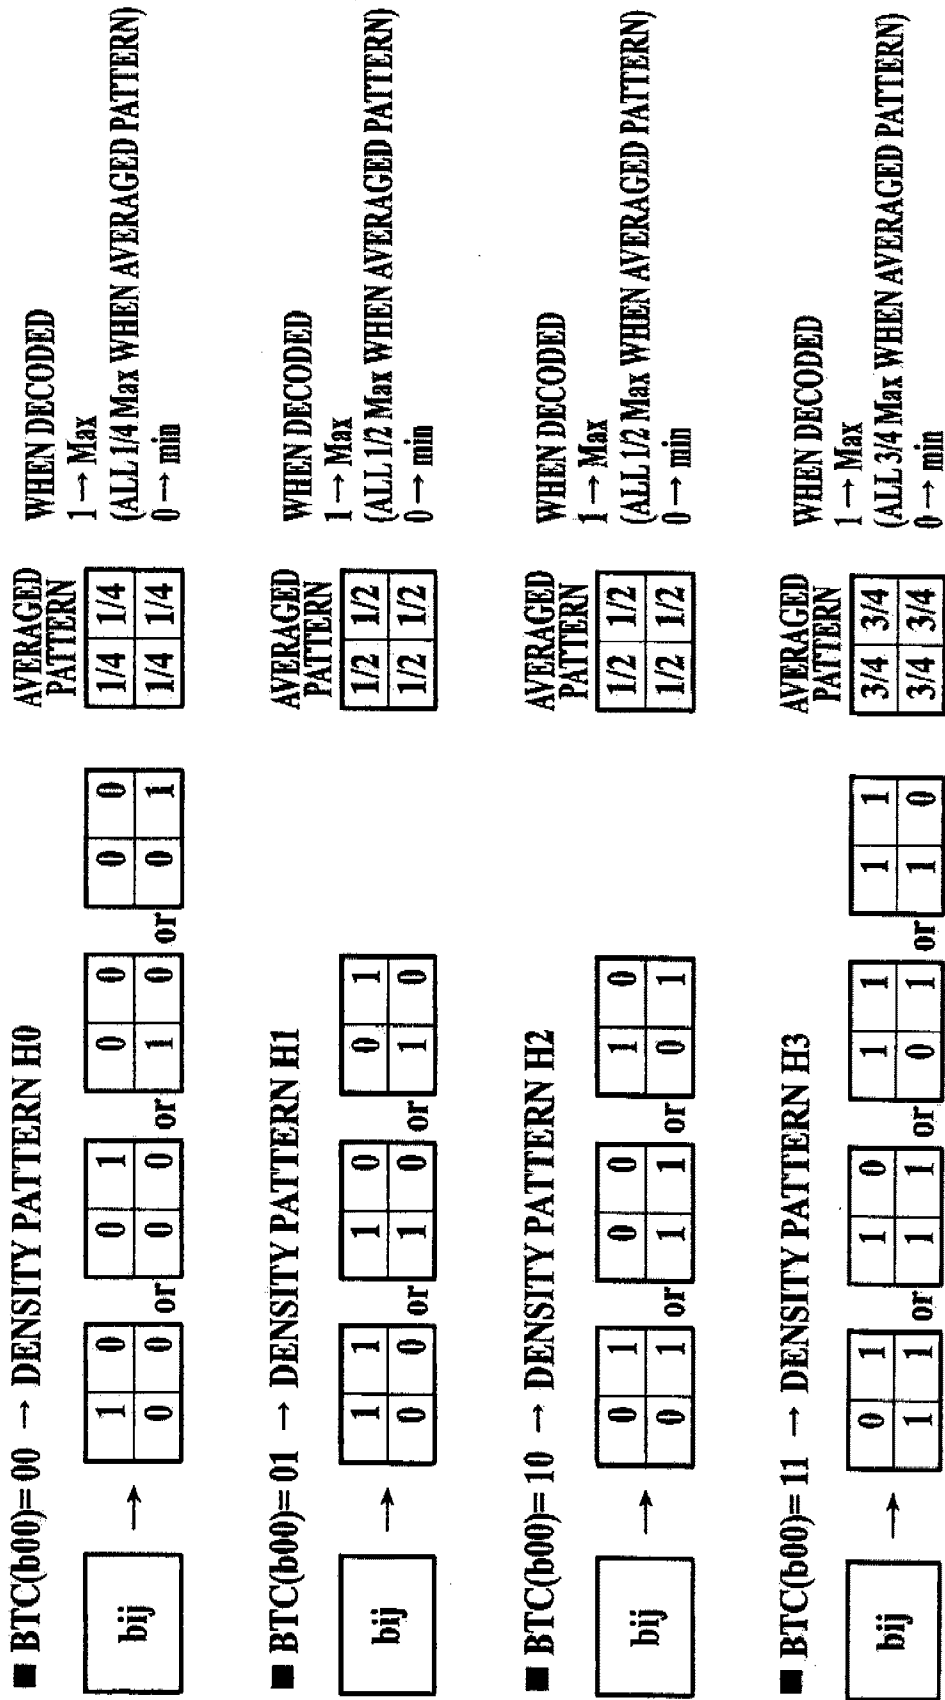 ■ BTC(b00)= 00 → DENSITY PATTERN H0
bij →
1 0
0 0
or
0 1
0 0
or
0 0
1 0
or
0 0
0 1
AVERAGED
PATTERN
1/4 1/4
1/4 1/4
WHEN DECODED
1 → Max
(ALL 1/4 Max WHEN AVERAGED PATTERN)
0 → min
■ BTC(b00)= 01 → DENSITY PATTERN H1
bij →
1 1
0 0
or
1 0
1 0
or
0 1
1 0
AVERAGED
PATTERN
1/2 1/2
1/2 1/2
WHEN DECODED
1 → Max
(ALL 1/2 Max WHEN AVERAGED PATTERN)
0 → min
■ BTC(b00)= 10 → DENSITY PATTERN H2
bij →
0 1
0 1
or
0 0
1 1
or
1 0
0 1
AVERAGED
PATTERN
1/2 1/2
1/2 1/2
WHEN DECODED
1 → Max
(ALL 1/2 Max WHEN AVERAGED PATTERN)
0 → min
■ BTC(b00)= 11 → DENSITY PATTERN H3
bij →
0 1
1 1
or
1 0
1 1
or
1 1
0 1
or
1 1
1 0
AVERAGED
PATTERN
3/4 3/4
3/4 3/4
WHEN DECODED
1 → Max
(ALL 3/4 Max WHEN AVERAGED PATTERN)
0 → min